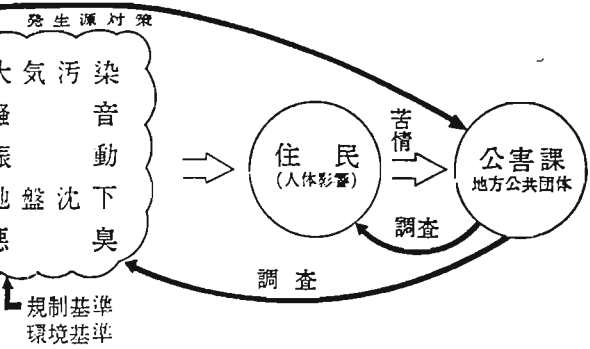 発生源対策
大気汚染
騒音
振動
地盤沈下
悪臭
規制基準
環境基準
住民
(人体影響)
苦情
公害課
地方公共団体
調査
調査